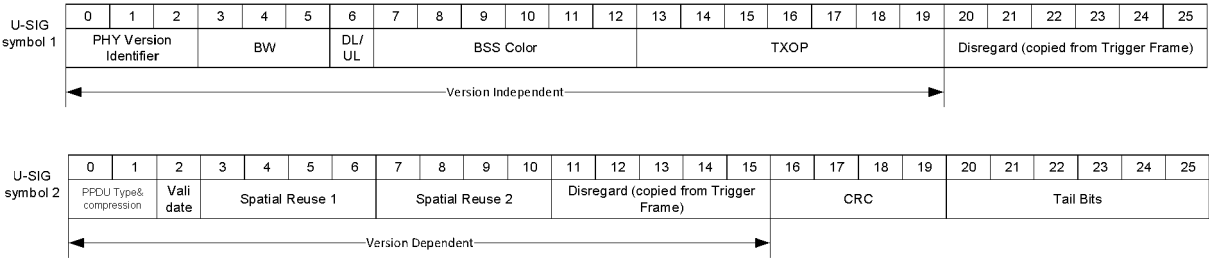 U-SIG
symbol 1
0 1 2 3 4 5 6 7 8 9 10 11 12 13 14 15 16 17 18 19 20 21 22 23 24 25
PHY Version
Identifier
BW
DL/
UL
BSS Color
TXOP
Disregard (copied from Trigger Frame)
Version Independent
U-SIG
symbol 2
0 1 2 3 4 5 6 7 8 9 10 11 12 13 14 15 16 17 18 19 20 21 22 23 24 25
PPDU Type&
compression
Vali
date
Spatial Reuse 1
Spatial Reuse 2
Disregard (copied from Trigger
Frame)
CRC
Tail Bits
Version Dependent